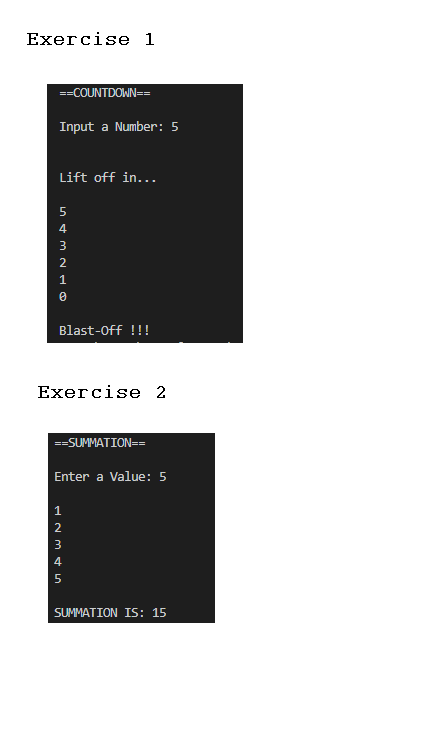 Exercise 1
==COUNTDOWN==
Input a Number: 5
Lift off in...
5
4
3
2
1
0
Blast-Off !!!
Exercise 2
==SUMMATION==
Enter a Value: 5
1
2
3
4
5
SUMMATION IS: 15